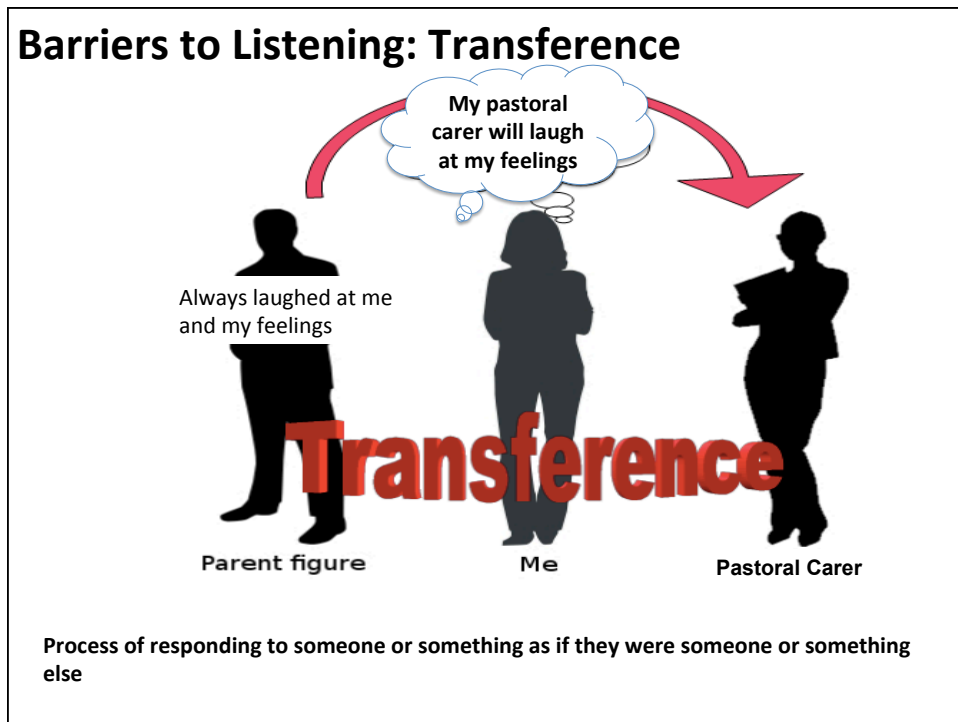 Barriers to Listening: Transference
My pastoral
carer will laugh
at my feelings
Always laughed at me
and my feelings
Transference
Parent figure
Me
Pastoral Carer
Process of responding to someone or something as if they were someone or something
else